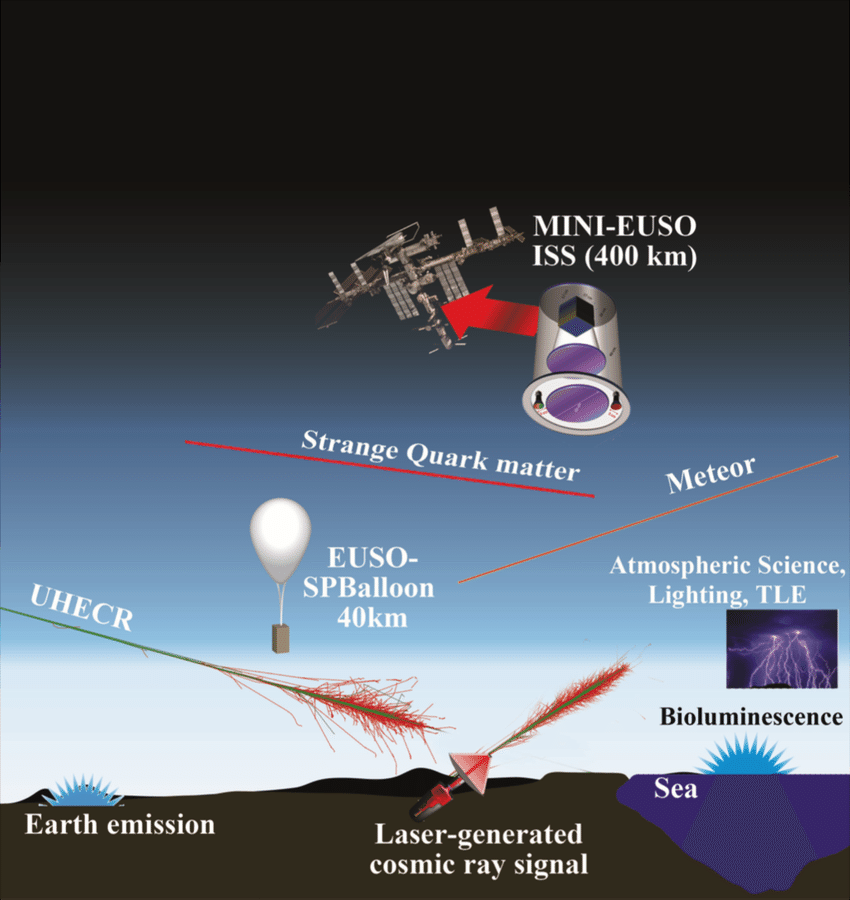 MINI-EUSO
ISS (400 km)
Strange Quark matter
Meteor
EUSO-
SPBalloon
40km
Atmospheric Science,
Lighting, TLE
UHECR
Bioluminescence
Sea
Earth emission
Laser-generated
cosmic ray signal